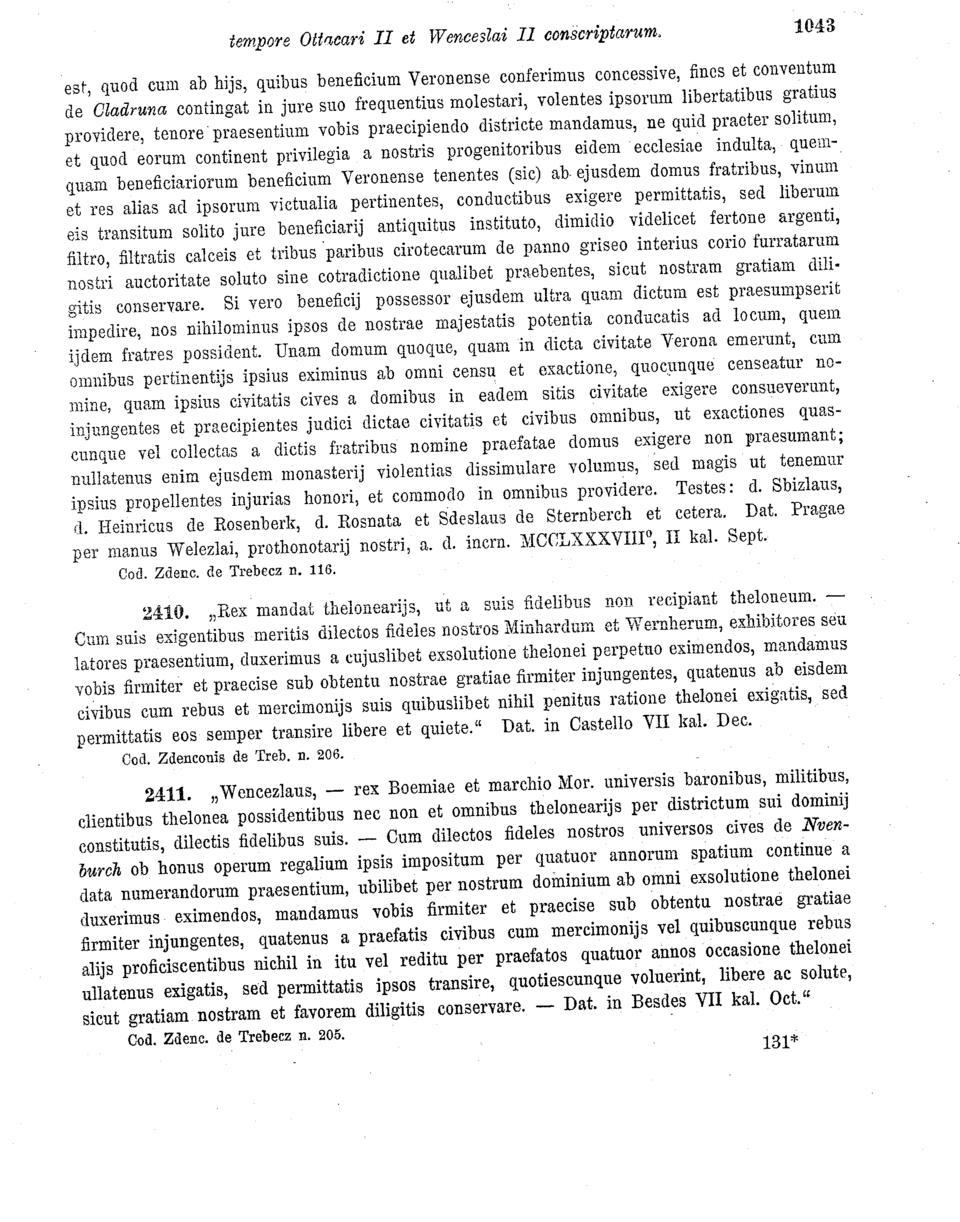 tempore Ottacari II et Wenceslai II conscriptarum. 1043
est, quod cum ab hijs, quibus beneficium Veronense conferimus concessive, fines et conventum
de Cladruna contingat in jure suo frequentius molestari, volentes ipsorum libertatibus gratius
providere, tenore praesentium vobis praecipiendo districte mandamus, ne quid praeter solitum,
et quod eorum continent privilegia a nostris progenitoribus eidem ecclesiae indulta, quem-
quam beneficiariorum beneficium Veronense tenentes (sic) ab ejusdem domus fratribus, vinum
et res alias ad ipsorum victualia pertinentes, conductibus exigere permittatis, sed liberum
eis transitum solito jure beneficiarij antiquitus instituto, dimidio videlicet fertone argenti,
filtro, filtratis calceis et tribus paribus cirotecarum de panno griseo interius corio furratarum
nostri auctoritate soluto sine cotradictione qualibet praebentes, sicut nostram gratiam dili-
gitis conservare. Si vero beneficij possessor ejusdem ultra quam dictum est praesumpserit
impedire, nos nihilominus ipsos de nostrae majestatis potentia conducatis ad locum, quem
ijdem fratres possident. Unam domum quoque, quam in dicta civitate Verona emerunt, cum
omnibus pertinentijs ipsius eximinus ab omni censu et exactione, quocunque censeatur no-
mine, quam ipsius civitatis cives a domibus in eadem sitis civitate exigere consueverunt,
injungentes et praecipientes judici dictae civitatis et civibus omnibus, ut exactiones quas-
cunque vel collectas a dictis fratribus nomine praefatae domus exigere non praesumant;
nullatenus enim ejusdem monasterij violentias dissimulare volumus, sed magis ut tenemur
ipsius propellentes injurias honori, et commodo in omnibus providere. Testes: d. Sbizlaus,
d. Heinricus de Rosenberk, d. Rosnata et Sdeslaus de Sternberch et cetera. Dat. Pragae
per manus Welezlai, prothonotarij nostri, a. d. incrn. MCCLXXXVIII⁰, II kal. Sept.
Cod. Zdenc. de Trebecz n. 116.
2410. „Rex mandat thelonearijs, ut a suis fidelibus non recipiant theloneum. —
Cum suis exigentibus meritis dilectos fideles nostros Minhardum et Wernherum, exhibitores seu
latores praesentium, duxerimus a cujuslibet exsolutione thelonei perpetuo eximendos, mandamus
vobis firmiter et praecise sub obtentu nostrae gratiae firmiter injungentes, quatenus ab eisdem
civibus cum rebus et mercimonijs suis quibuslibet nihil penitus ratione thelonei exigatis, sed
permittatis eos semper transire libere et quiete.“ Dat. in Castello VII kal. Dec.
Cod. Zdenconis de Treb. n. 206.
2411. „Wencezlaus, — rex Boemiae et marchio Mor. universis baronibus, militibus,
clientibus thelonea possidentibus nec non et omnibus thelonearijs per districtum sui dominij
constitutis, dilectis fidelibus suis. — Cum dilectos fideles nostros universos cives de Nven-
burch ob honus operum regalium ipsis impositum per quatuor annorum spatium continue a
data numerandorum praesentium, ubilibet per nostrum dominium ab omni exsolutione thelonei
duxerimus eximendos, mandamus vobis firmiter et praecise sub obtentu nostrae gratiae
firmiter injungentes, quatenus a praefatis civibus cum mercimonijs vel quibuscunque rebus
alijs proficiscentibus nichil in itu vel reditu per praefatos quatuor annos occasione thelonei
ullatenus exigatis, sed permittatis ipsos transire, quotiescunque voluerint, libere ac solute,
sicut gratiam nostram et favorem diligitis conservare. — Dat. in Besdes VII kal. Oct.“
Cod. Zdenc. de Trebecz n. 205.
131*